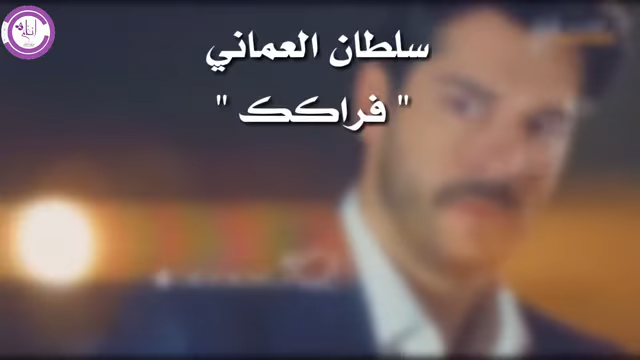 سلطان العماني
" فراكك "